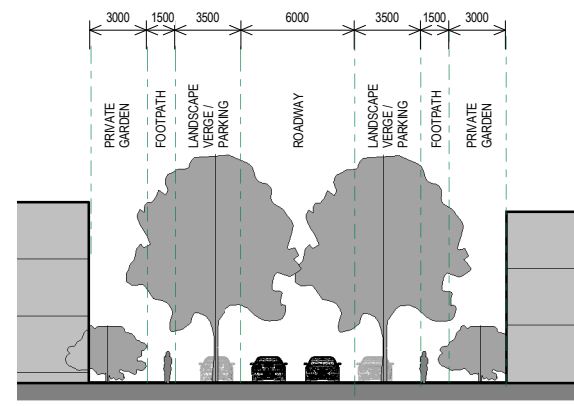 3000 1500 3500 6000 3500 1500 3000
PRIVATE
GARDEN
FOOTPATH
LANDSCAPE
VERGE /
PARKING
ROADWAY
LANDSCAPE
VERGE /
PARKING
FOOTPATH
PRIVATE
GARDEN